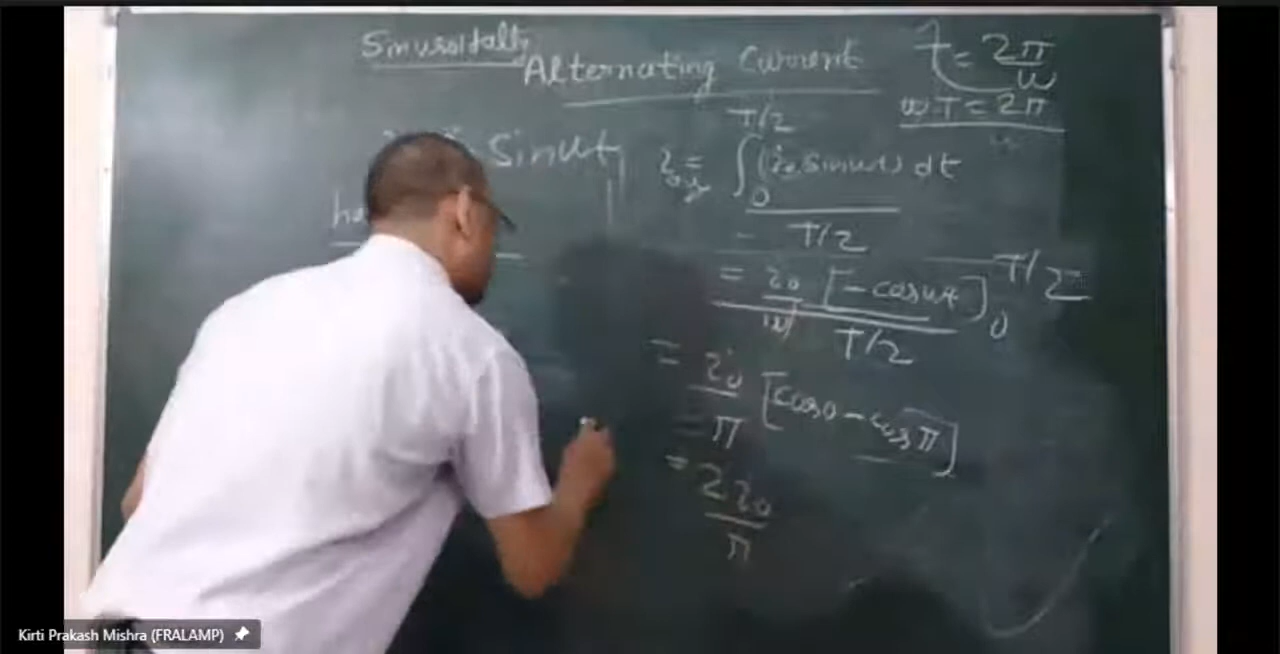 Sinusoidally
Alternating Current
T = 2π/ω
ωT = 2π
sinωt
i avg = ∫₀^(T/2) (i₀ sinωt) dt
T/2
= i₀/ω [-cosωt]₀^(T/2)
T/2
= i₀/π [cos0 - cosπ]
= 2i₀/π
Kirti Prakash Mishra (FRALAMP)